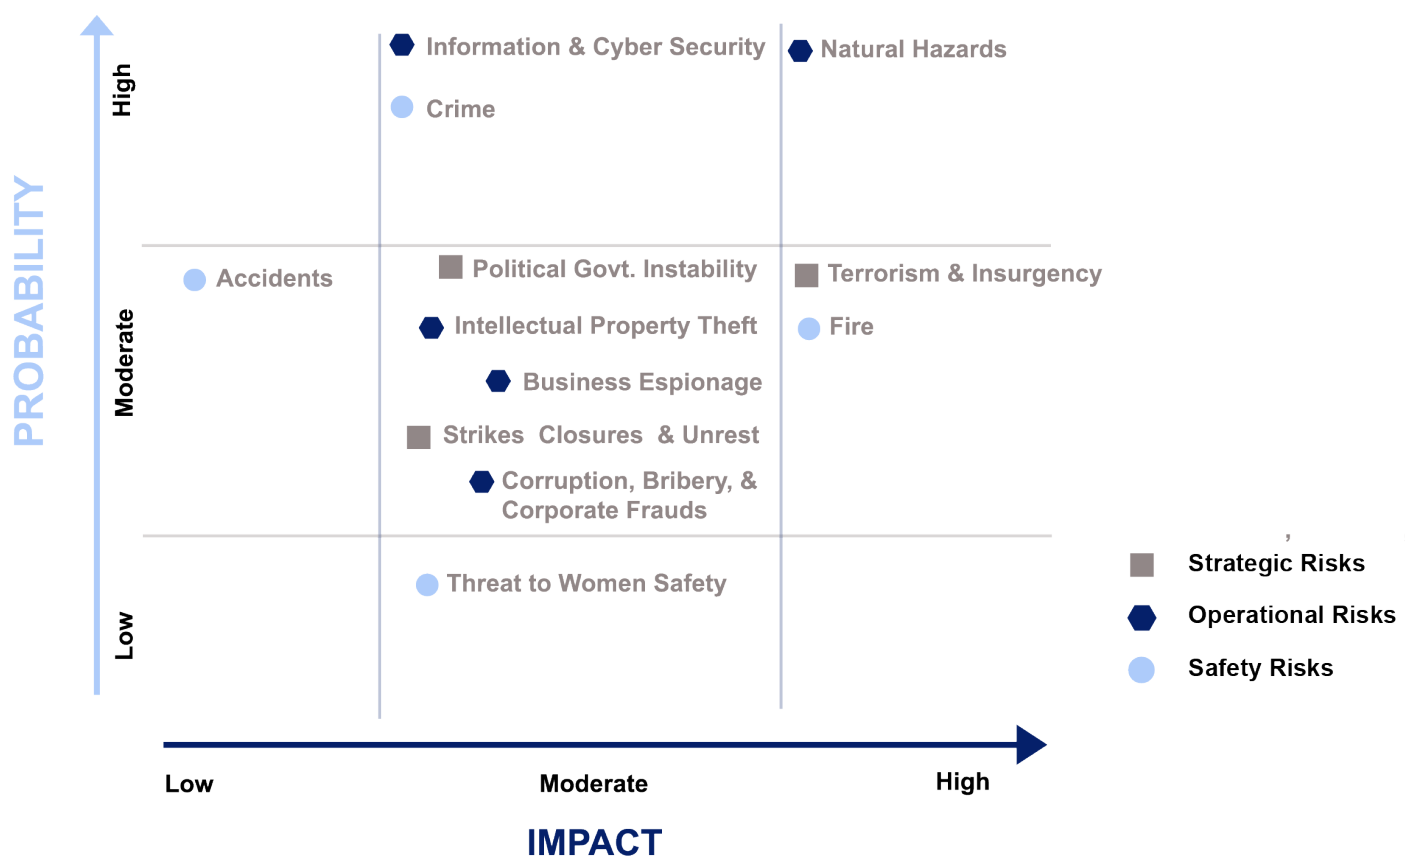 Information & Cyber Security
Natural Hazards
Crime
High
PROBABILITY
Accidents
Political Govt. Instability
Terrorism & Insurgency
Intellectual Property Theft
Fire
Moderate
Business Espionage
Strikes Closures & Unrest
Corruption, Bribery, &
Corporate Frauds
,
Threat to Women Safety
Low
Strategic Risks
Operational Risks
Safety Risks
Low
Moderate
High
IMPACT